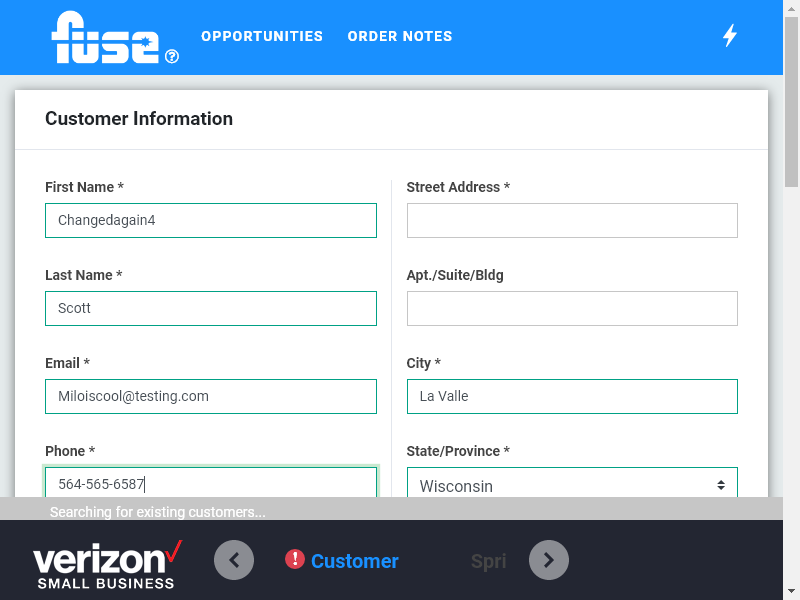 fuse
OPPORTUNITIES
ORDER NOTES
Customer Information
First Name *
Changedagain4
Last Name *
Scott
Email *
Miloiscool@testing.com
Phone *
564-565-6587
Street Address *
Apt./Suite/Bldg
City *
La Valle
State/Province *
Wisconsin
Searching for existing customers...
verizon
SMALL BUSINESS
Customer
Spri